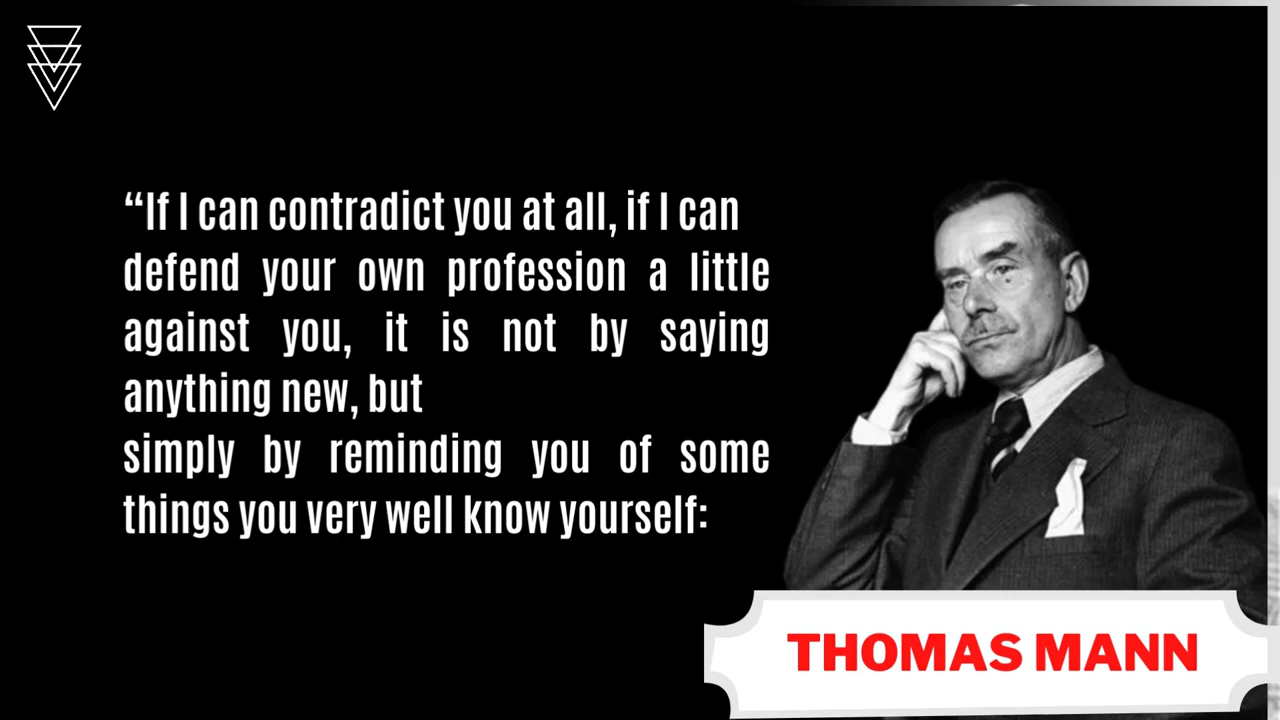 “If I can contradict you at all, if I can
defend your own profession a little
against you, it is not by saying
anything new, but
simply by reminding you of some
things you very well know yourself:
THOMAS MANN